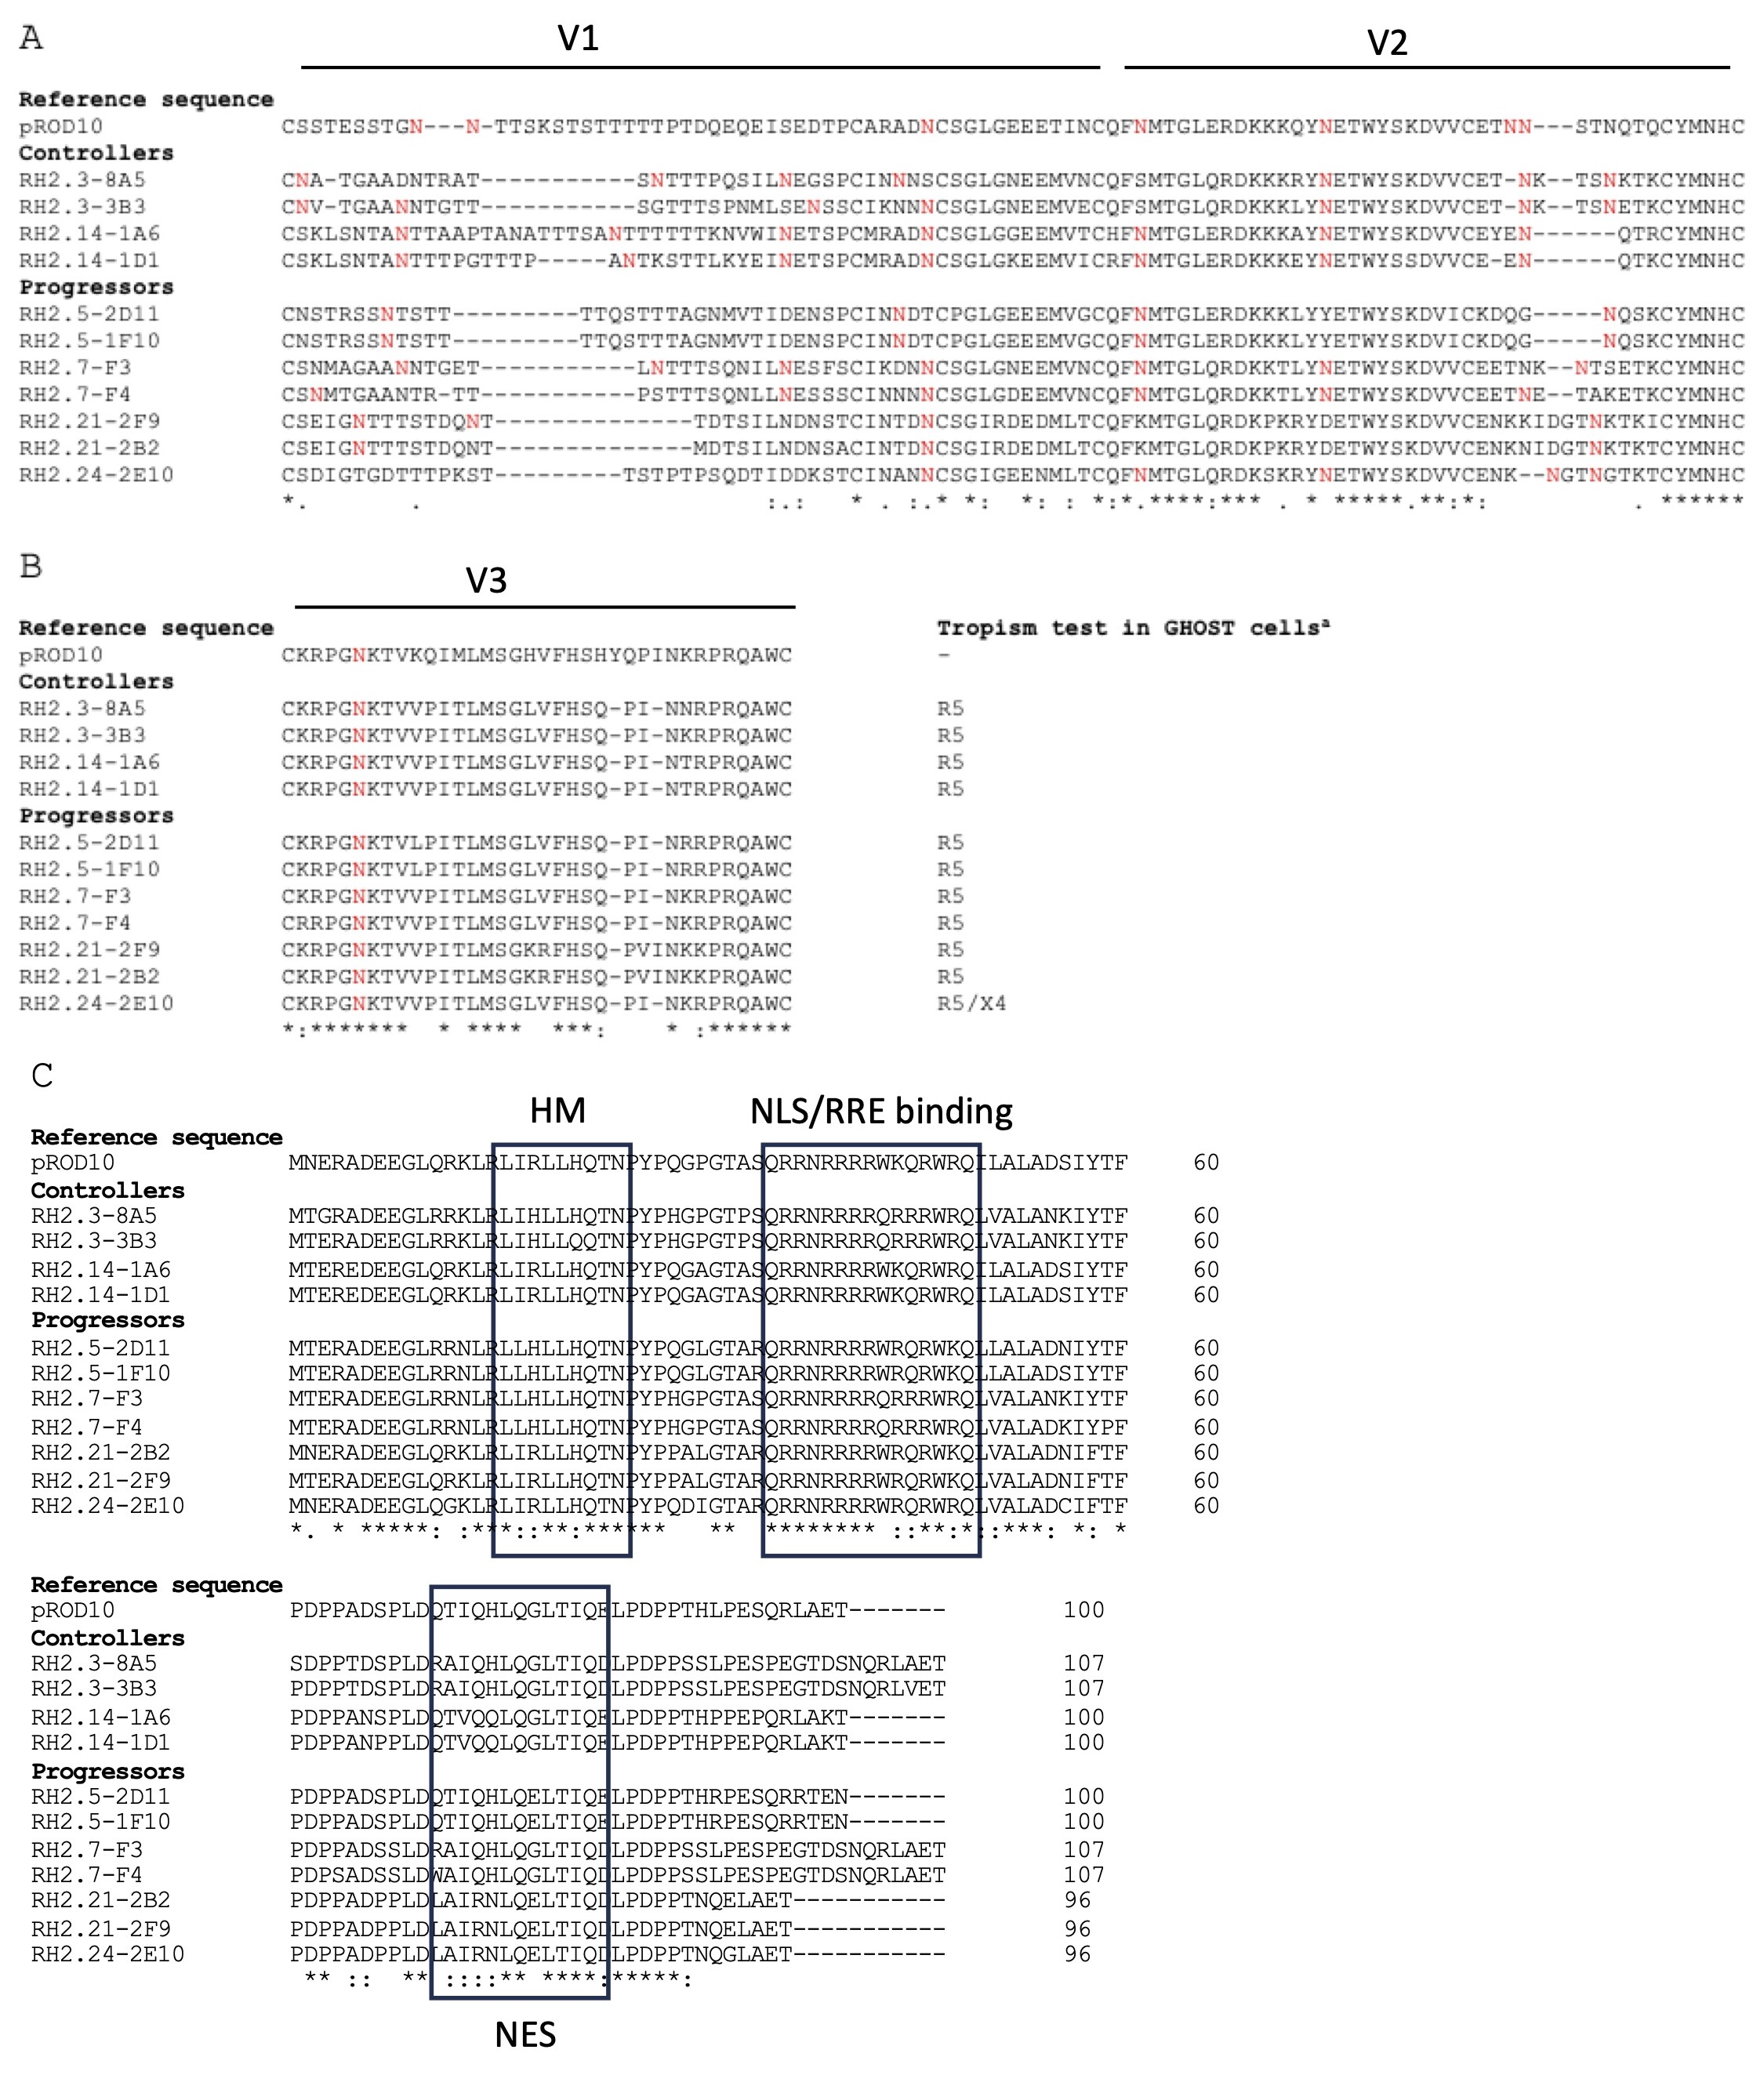 A
V1 V2
Reference sequence
pROD10 CSSTESSTGN---N-TTSKSTSTTTTTPTDQEQEISEDTPCARADNCSGLGEEETINCQFNMTGLERDKKKQYNETWYSKDVVCETNN---STNQTQCYMNHC
Controllers
RH2.3-8A5 CNA-TGAADNTRAT-----------SNTTTPQSILNEGSPCINNNSCSGLGNEEMVNCQFSMTGLQRDKKKRYNETWYSKDVVCET-NK--TSNKTKCYMNHC
RH2.3-3B3 CNV-TGAANNTGTT-----------SGTTTSPNMLSENSSCIKNNNCSGLGNEEMVECQFSMTGLQRDKKKLYNETWYSKDVVCET-NK--TSNETKCYMNHC
RH2.14-1A6 CSKLSNTANTTAAPTANATTTSANTTTTTTKNVWINETSPCMRADNCSGLGGEEMVTCHFNMTGLERDKKKAYNETWYSKDVVCEYEN------QTRCYMNHC
RH2.14-1D1 CSKLSNTANTTTPGTTTP-----ANTKSTTLKYEINETSPCMRADNCSGLGKEEMVICRFNMTGLERDKKKEYNETWYSSDVVCE-EN------QTKCYMNHC
Progressors
RH2.5-2D11 CNSTRSSNTSTT---------TTQSTTTAGNMVTIDENSPCINNDTCPGLGEEEMVGCQFNMTGLERDKKKLYYETWYSKDVICKDQG-----NQSKCYMNHC
RH2.5-1F10 CNSTRSSNTSTT---------TTQSTTTAGNMVTIDENSPCINNDTCPGLGEEEMVGCQFNMTGLERDKKKLYYETWYSKDVICKDQG-----NQSKCYMNHC
RH2.7-F3 CSNMAGAANNTGET-----------LNTTTSQNILNESFSCIKDNNCSGLGNEEMVNCQFNMTGLQRDKKTLYNETWYSKDVVCEETNK--NTSETKCYMNHC
RH2.7-F4 CSNMTGAANTR-TT-----------PSTTTSQNLLNESSSCINNNNCSGLGDEEMVNCQFNMTGLQRDKKTLYNETWYSKDVVCEETNE--TAKETKCYMNHC
RH2.21-2F9 CSEIGNTTTSTDQNT--------------TDTSILNDNSTCINTDNCSGIRDEDMLTCQFKMTGLQRDKPKRYDETWYSKDVVCENKKIDGTNKTKICYMNHC
RH2.21-2B2 CSEIGNTTTSTDQNT--------------MDTSILNDNSACINTDNCSGIRDEDMLTCQFKMTGLQRDKPKRYDETWYSKDVVCENKNIDGTNKTKTCYMNHC
RH2.24-2E10 CSDIGTGDTTTPKST---------TSTPTPSQDTIDDKSTCINANNCSGIGEENMLTCQFNMTGLQRDKSKRYNETWYSKDVVCENK--NGTNGTKTCYMNHC
*. . :.: * . :.* *: *: : *:*.****:*** . * *****.**:*: . ******
B
V3
Reference sequence Tropism test in GHOST cellsᵃ
pROD10 CKRPGNKTVKQIMLMSGHVFHSHYQPINKRPRQAWC –
Controllers
RH2.3-8A5 CKRPGNKTVVPITLMSGLVFHSQ-PI-NNRPRQAWC R5
RH2.3-3B3 CKRPGNKTVVPITLMSGLVFHSQ-PI-NKRPRQAWC R5
RH2.14-1A6 CKRPGNKTVVPITLMSGLVFHSQ-PI-NTRPRQAWC R5
RH2.14-1D1 CKRPGNKTVVPITLMSGLVFHSQ-PI-NTRPRQAWC R5
Progressors
RH2.5-2D11 CKRPGNKTVLPITLMSGLVFHSQ-PI-NRRPRQAWC R5
RH2.5-1F10 CKRPGNKTVLPITLMSGLVFHSQ-PI-NRRPRQAWC R5
RH2.7-F3 CKRPGNKTVVPITLMSGLVFHSQ-PI-NKRPRQAWC R5
RH2.7-F4 CRRPGNKTVVPITLMSGLVFHSQ-PI-NKRPRQAWC R5
RH2.21-2F9 CKRPGNKTVVPITLMSGKRFHSQ-PVINKKPRQAWC R5
RH2.21-2B2 CKRPGNKTVVPITLMSGKRFHSQ-PVINKKPRQAWC R5
RH2.24-2E10 CKRPGNKTVVPITLMSGLVFHSQ-PI-NKRPRQAWC R5/X4
*:******* * **** ***: * :******
C
HM NLS/RRE binding
Reference sequence
pROD10 MNERADEEGLQRKLRLIRLLHQTNPYPQGPGTASQRRNRRRRWKQRWRQILALADSIYTF 60
Controllers
RH2.3-8A5 MTGRADEEGLRRKLRLIHLLHQTNPYPHGPGTPSQRRNRRRRQRRRWRQLVALANKIYTF 60
RH2.3-3B3 MTERADEEGLRRKLRLIHLLQQTNPYPHGPGTPSQRRNRRRRQRRRWRQLVALANKIYTF 60
RH2.14-1A6 MTEREDEEGLQRKLRLIRLLHQTNPYPQGAGTASQRRNRRRRWKQRWRQILALADSIYTF 60
RH2.14-1D1 MTEREDEEGLQRKLRLIRLLHQTNPYPQGAGTASQRRNRRRRWKQRWRQILALADSIYTF 60
Progressors
RH2.5-2D11 MTERADEEGLRRNLRLLHLLHQTNPYPQGLGTARQRRNRRRRWRQRWKQLLALADNIYTF 60
RH2.5-1F10 MTERADEEGLRRNLRLLHLLHQTNPYPQGLGTARQRRNRRRRWRQRWKQLLALADSIYTF 60
RH2.7-F3 MTERADEEGLRRNLRLLHLLHQTNPYPHGPGTASQRRNRRRRQRRRWRQLVALANKIYTF 60
RH2.7-F4 MTERADEEGLRRNLRLLHLLHQTNPYPHGPGTASQRRNRRRRQRRRWRQLVALADKIYPF 60
RH2.21-2B2 MNERADEEGLQRKLRLIRLLHQTNPYPPALGTARQRRNRRRRWRQRWKQLVALADNIFTF 60
RH2.21-2F9 MTERADEEGLQRKLRLIRLLHQTNPYPPALGTARQRRNRRRRWRQRWKQLVALADNIFTF 60
RH2.24-2E10 MNERADEEGLQGKLRLIRLLHQTNPYPQDIGTARQRRNRRRRWRQRWRQLVALADCIFTF 60
*. * *****: :***::**:****** ** ******** ::**:*::***: *: *
Reference sequence
pROD10 PDPPADSPLDQTIQHLQGLTIQELPDPPTHLPESQRLAET------- 100
Controllers
RH2.3-8A5 SDPPTDSPLDRAIQHLQGLTIQDLPDPPSSLPESPEGTDSNQRLAET 107
RH2.3-3B3 PDPPTDSPLDRAIQHLQGLTIQDLPDPPSSLPESPEGTDSNQRLVET 107
RH2.14-1A6 PDPPANSPLDQTVQQLQGLTIQELPDPPTHPPEPQRLAKT------- 100
RH2.14-1D1 PDPPANPPLDQTVQQLQGLTIQELPDPPTHPPEPQRLAKT------- 100
Progressors
RH2.5-2D11 PDPPADSPLDQTIQHLQELTIQELPDPPTHRPESQRRTEN------- 100
RH2.5-1F10 PDPPADSPLDQTIQHLQELTIQELPDPPTHRPESQRRTEN------- 100
RH2.7-F3 PDPPADSSLDRAIQHLQGLTIQDLPDPPSSLPESPEGTDSNQRLAET 107
RH2.7-F4 PDPSADSSLDWAIQHLQGLTIQDLPDPPSSLPESPEGTDSNQRLAET 107
RH2.21-2B2 PDPPADPPLDLAIRNLQELTIQDLPDPPTNQELAET----------- 96
RH2.21-2F9 PDPPADPPLDLAIRNLQELTIQDLPDPPTNQELAET----------- 96
RH2.24-2E10 PDPPADPPLDLAIRNLQELTIQDLPDPPTNQGLAET----------- 96
** :: ** ::::** ****:*****:
NES